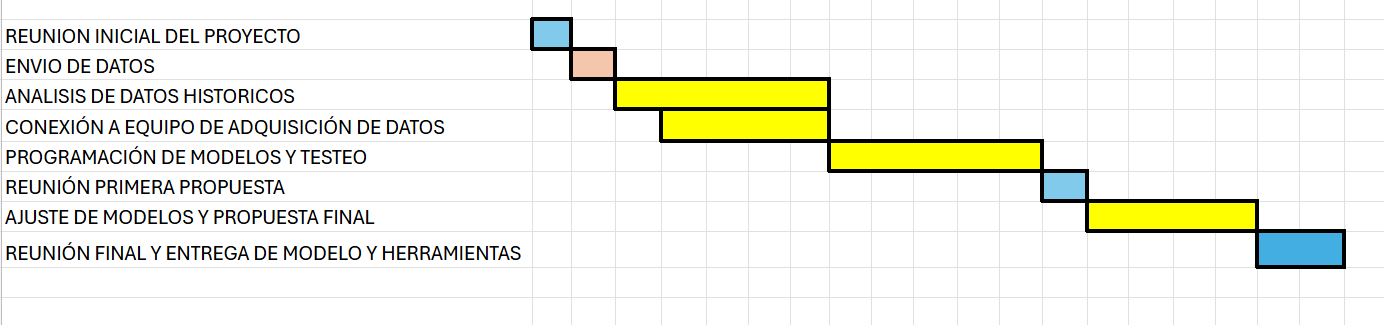 REUNION INICIAL DEL PROYECTO
ENVIO DE DATOS
ANALISIS DE DATOS HISTORICOS
CONEXIÓN A EQUIPO DE ADQUISICIÓN DE DATOS
PROGRAMACIÓN DE MODELOS Y TESTEO
REUNIÓN PRIMERA PROPUESTA
AJUSTE DE MODELOS Y PROPUESTA FINAL
REUNIÓN FINAL Y ENTREGA DE MODELO Y HERRAMIENTAS